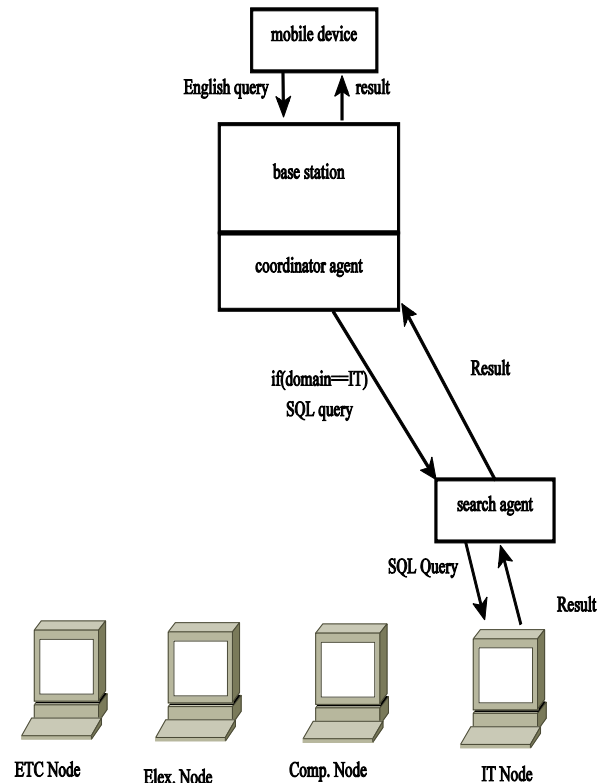 mobile device
English query
result
base station
coordinator agent
if(domain==IT)
SQL query
Result
search agent
SQL Query
Result
ETC Node
Elex. Node
Comp. Node
IT Node